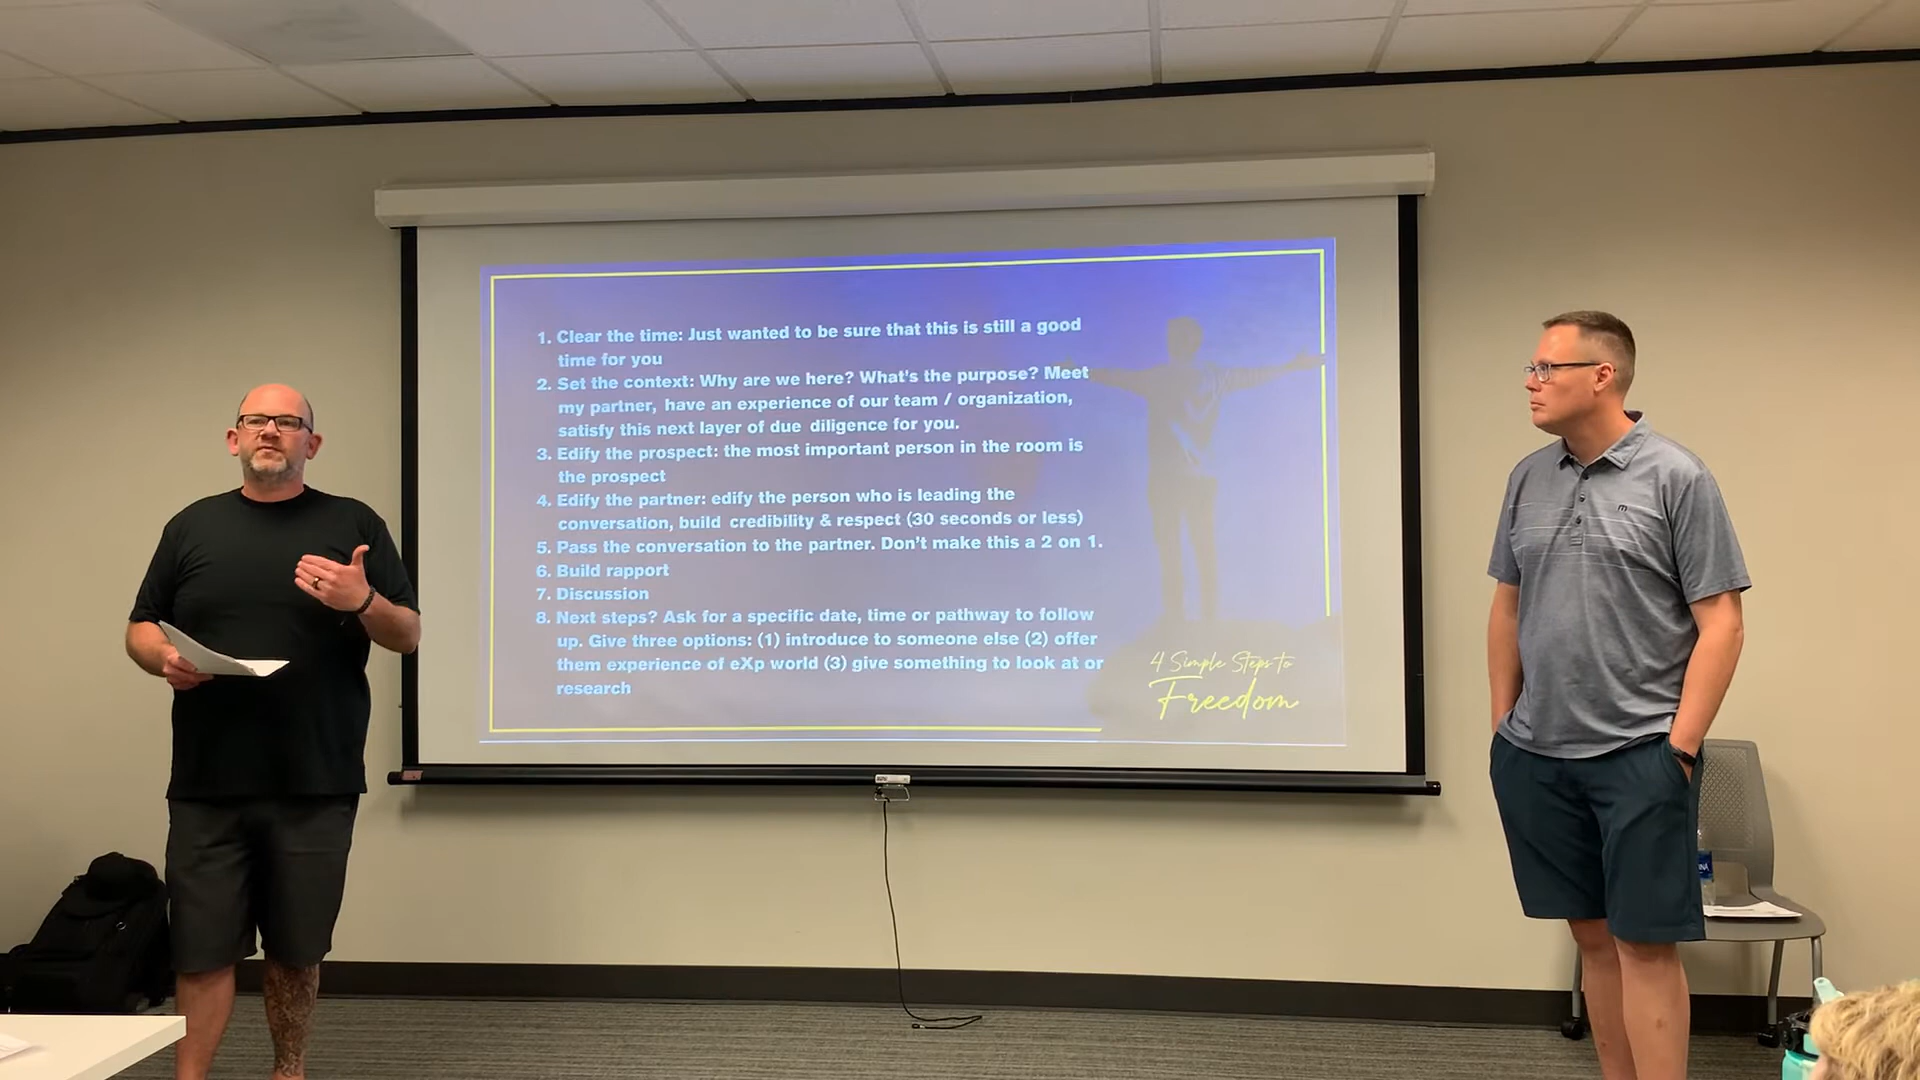 1. Clear the time: Just wanted to be sure that this is still a good
time for you
2. Set the context: Why are we here? What's the purpose? Meet
my partner, have an experience of our team / organization,
satisfy this next layer of due diligence for you.
3. Edify the prospect: the most important person in the room is
the prospect
4. Edify the partner: edify the person who is leading the
conversation, build credibility & respect (30 seconds or less)
5. Pass the conversation to the partner. Don't make this a 2 on 1.
6. Build rapport
7. Discussion
8. Next steps? Ask for a specific date, time or pathway to follow
up. Give three options: (1) introduce to someone else (2) offer
them experience of eXp world (3) give something to look at or
research
4 Simple Steps to
Freedom